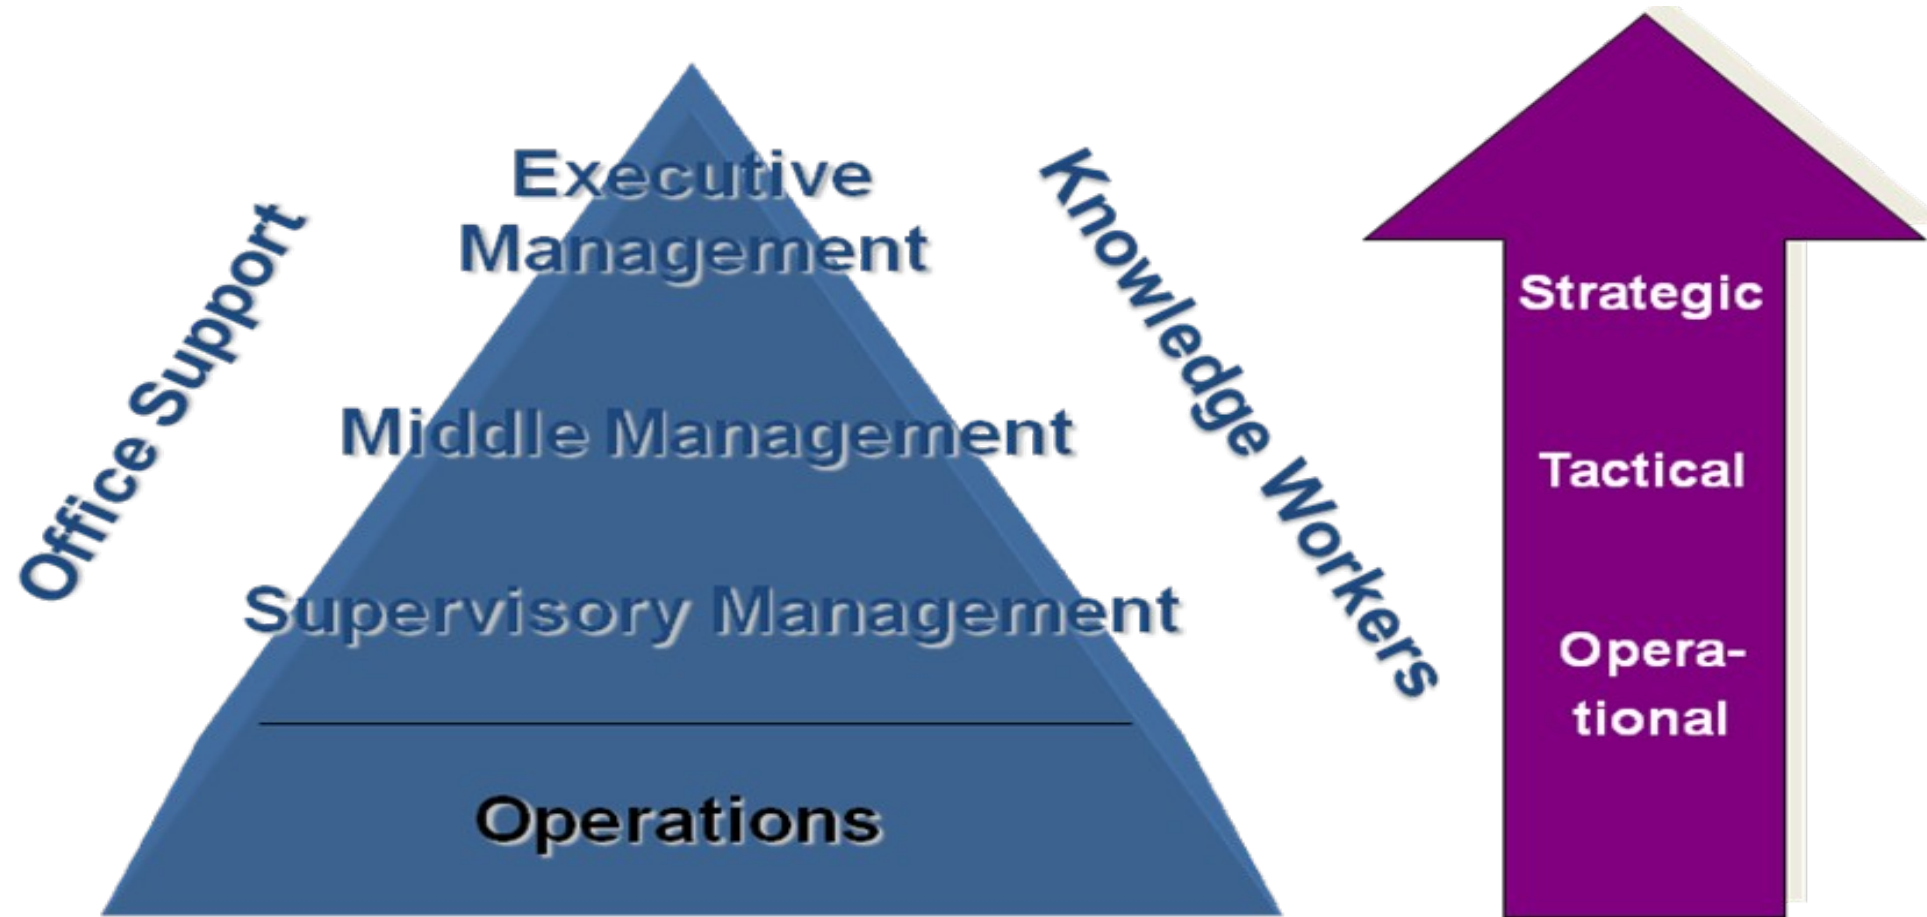 Office Support
Executive
Management
Middle Management
Supervisory Management
Operations
Knowledge Workers
Strategic
Tactical
Opera-
tional